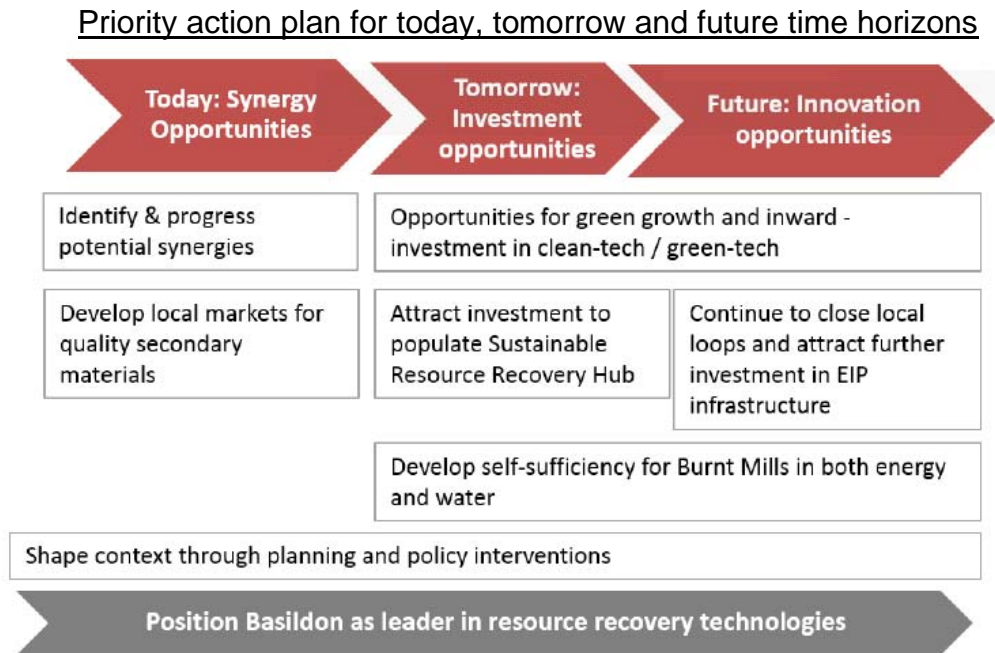 Priority action plan for today, tomorrow and future time horizons
Today: Synergy
Opportunities
Tomorrow:
Investment
opportunities
Future: Innovation
opportunities
Identify & progress
potential synergies
Opportunities for green growth and inward -
investment in clean-tech / green-tech
Develop local markets for
quality secondary
materials
Attract investment to
populate Sustainable
Resource Recovery Hub
Continue to close local
loops and attract further
investment in EIP
infrastructure
Develop self-sufficiency for Burnt Mills in both energy
and water
Shape context through planning and policy interventions
Position Basildon as leader in resource recovery technologies